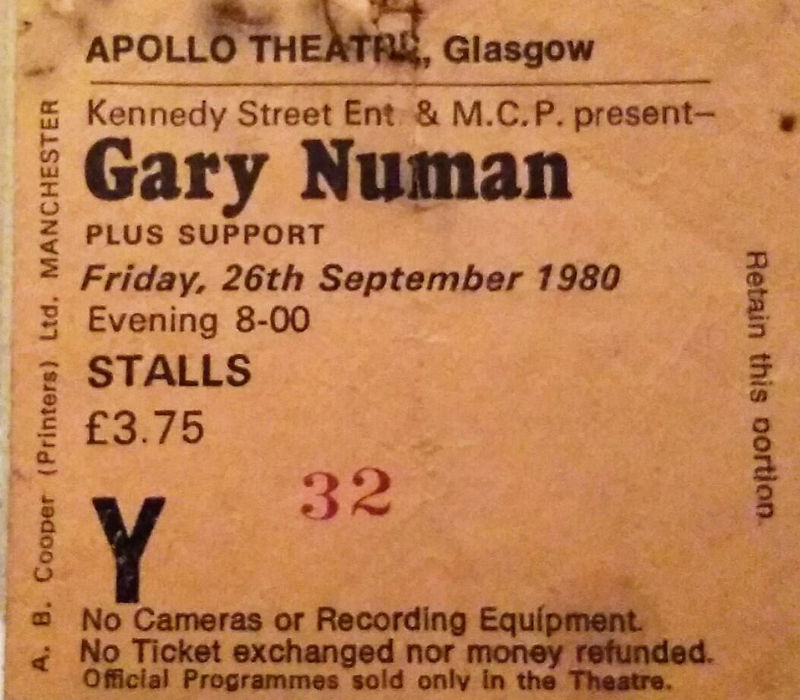 APOLLO THEATRE, Glasgow
Kennedy Street Ent. & M.C.P. present—
Gary Numan
PLUS SUPPORT
Friday, 26th September 1980
Evening 8-00
STALLS
£3.75
32
Y
No Cameras or Recording Equipment.
No Ticket exchanged nor money refunded.
Official Programmes sold only in the Theatre.
A. B. Cooper (Printers) Ltd. MANCHESTER
Retain this portion.